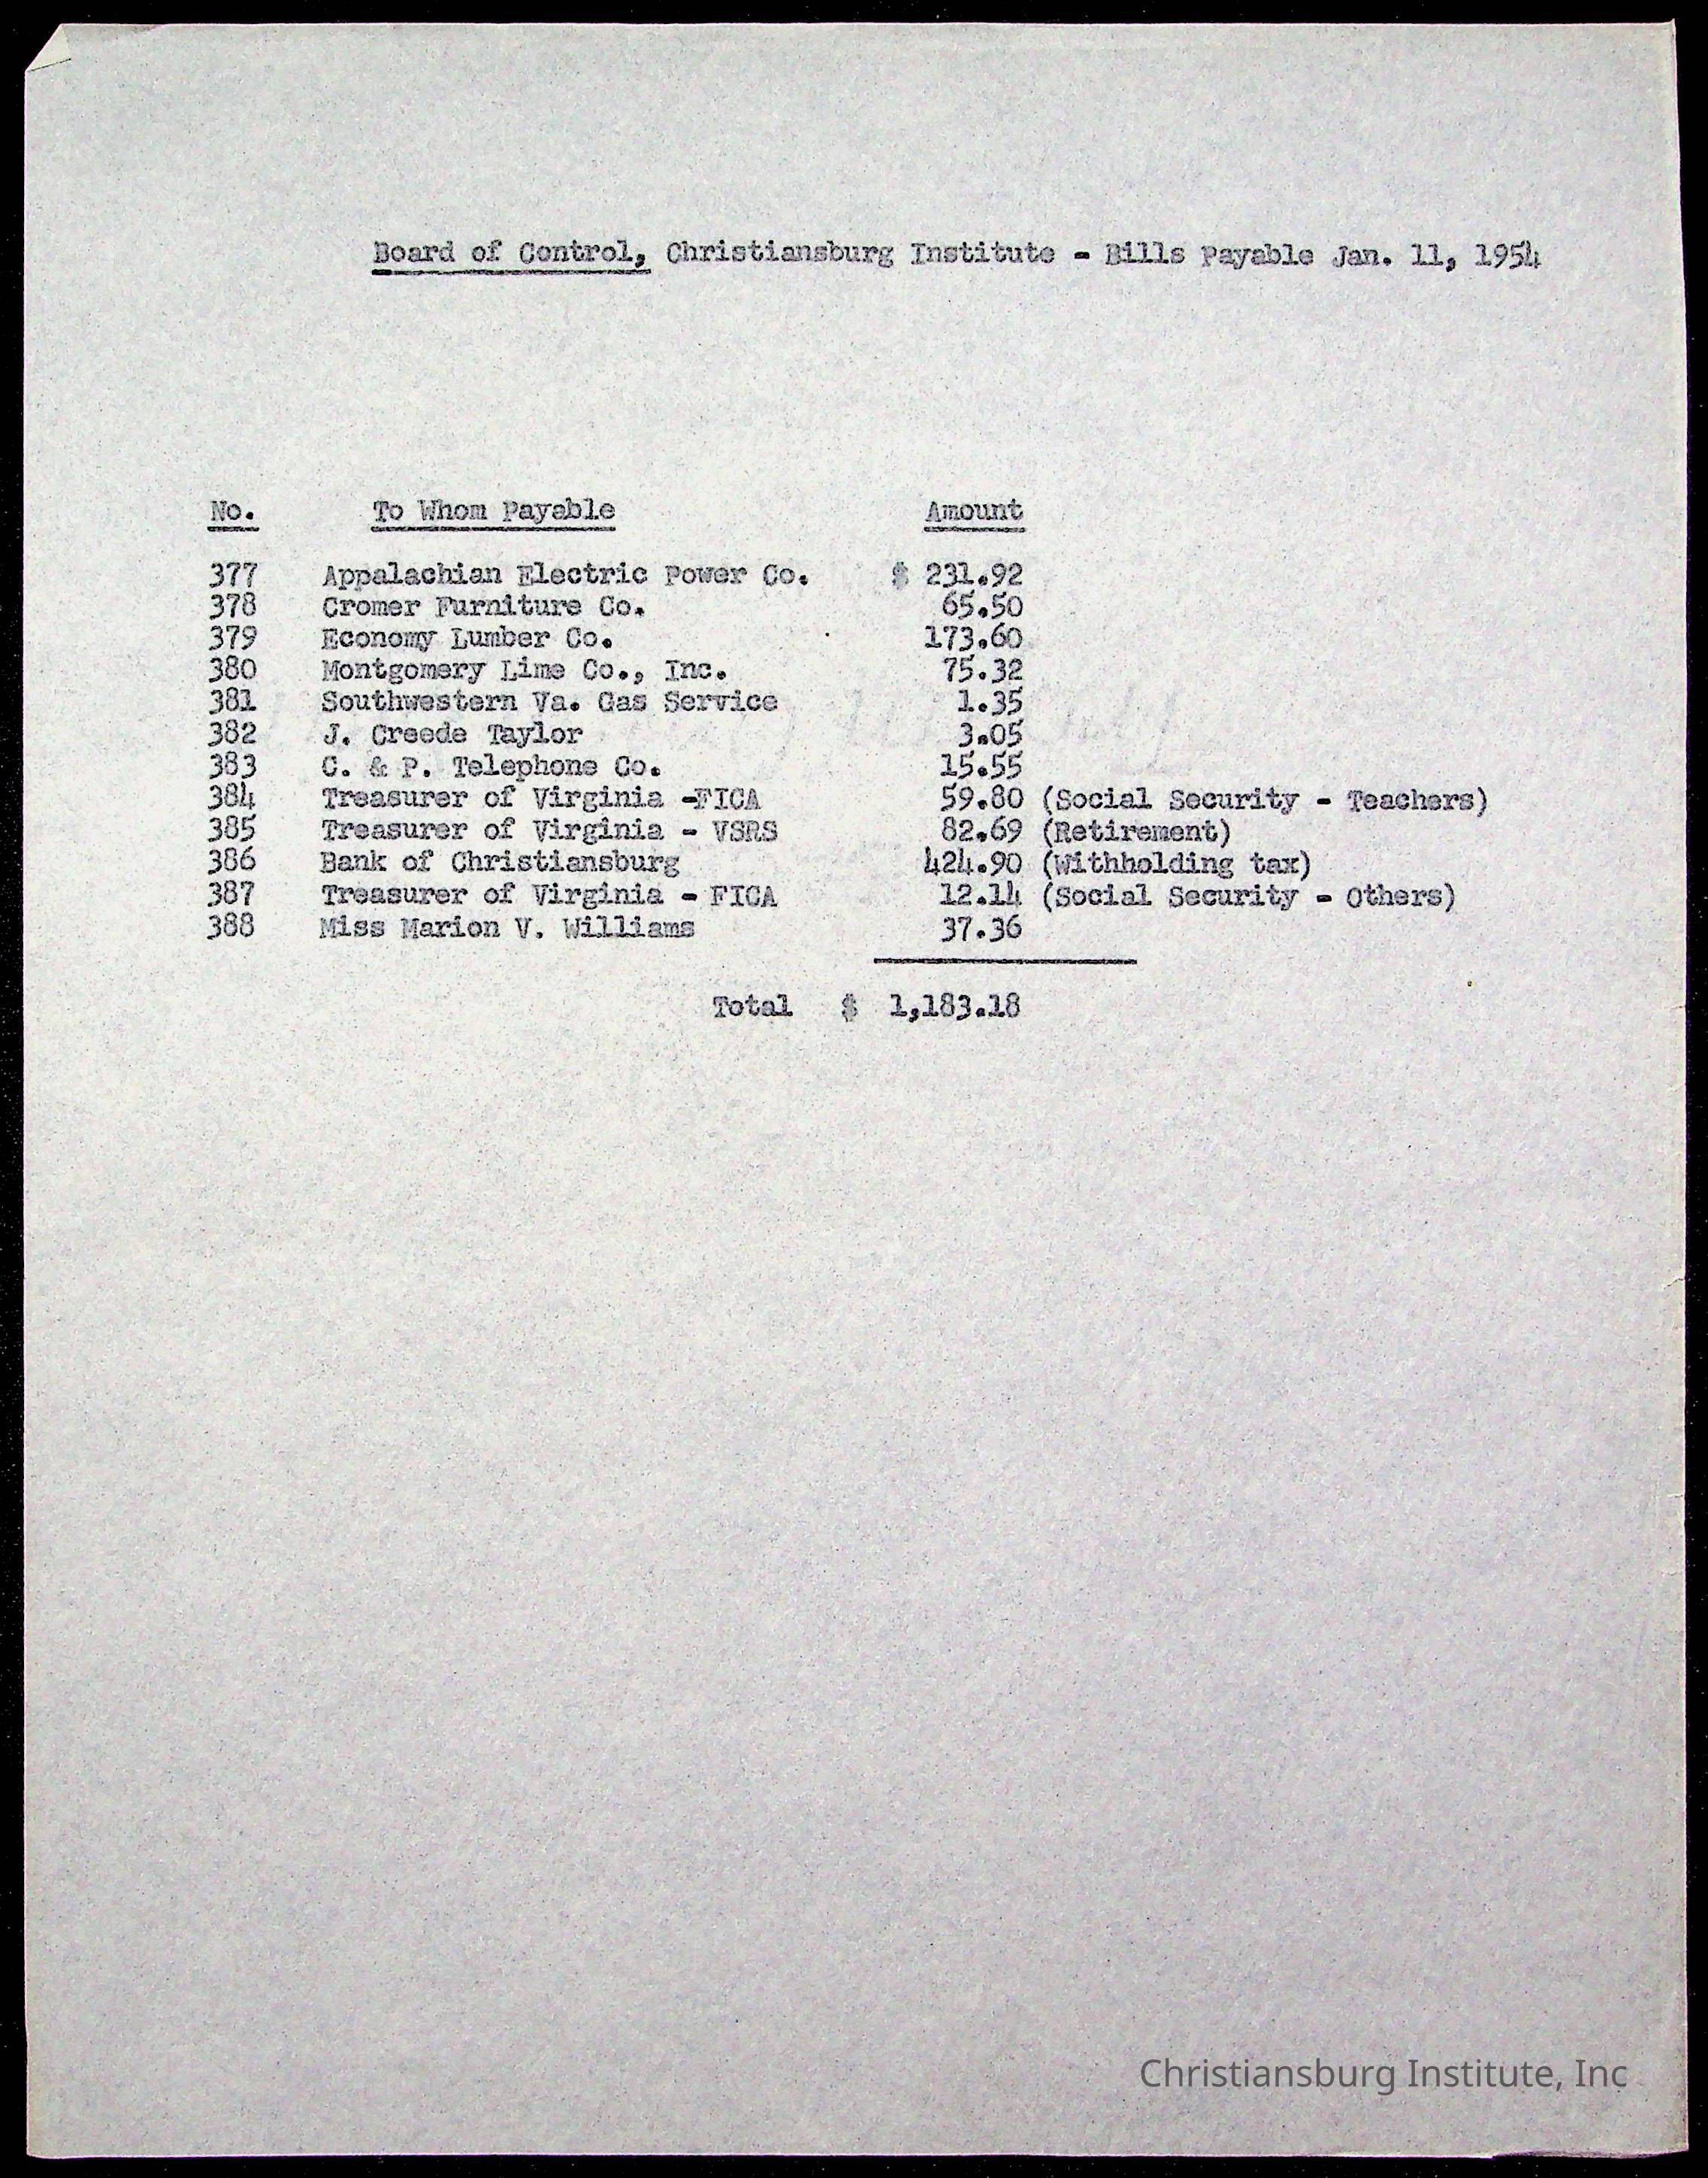 Board of Control, Christiansburg Institute - Bills Payable Jan. 11, 1954
No. To Whom Payable Amount
377 Appalachian Electric Power Co. $ 231.92
378 Cromer Furniture Co. 65.50
379 Economy Lumber Co. 173.60
380 Montgomery Lime Co., Inc. 75.32
381 Southwestern Va. Gas Service 1.35
382 J. Creede Taylor 3.05
383 C. & P. Telephone Co. 15.55
384 Treasurer of Virginia -FICA 59.80 (Social Security - Teachers)
385 Treasurer of Virginia - VSRS 82.69 (Retirement)
386 Bank of Christiansburg 424.90 (Withholding tax)
387 Treasurer of Virginia - FICA 12.14 (Social Security - Others)
388 Miss Marion V. Williams 37.36
Total $ 1,183.18
Christiansburg Institute, Inc